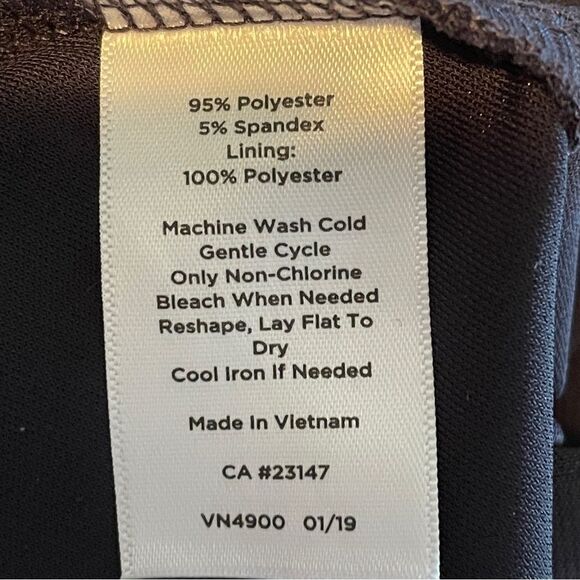 95% Polyester
5% Spandex
Lining:
100% Polyester
Machine Wash Cold
Gentle Cycle
Only Non-Chlorine
Bleach When Needed
Reshape, Lay Flat To
Dry
Cool Iron If Needed
Made In Vietnam
CA #23147
VN4900 01/19